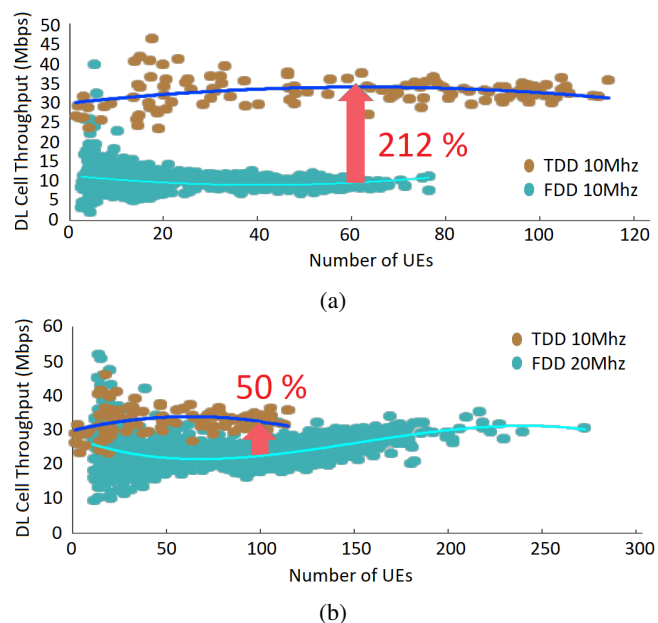 DL Cell Throughput (Mbps)
50
45
40
35
30
25
20
15
10
5
0
212 %
TDD 10Mhz
FDD 10Mhz
0 20 40 60 80 100 120
Number of UEs
(a)
DL Cell Throughput (Mbps)
60
50
40
30
20
10
0
50 %
TDD 10Mhz
FDD 20Mhz
0 50 100 150 200 250 300
Number of UEs
(b)